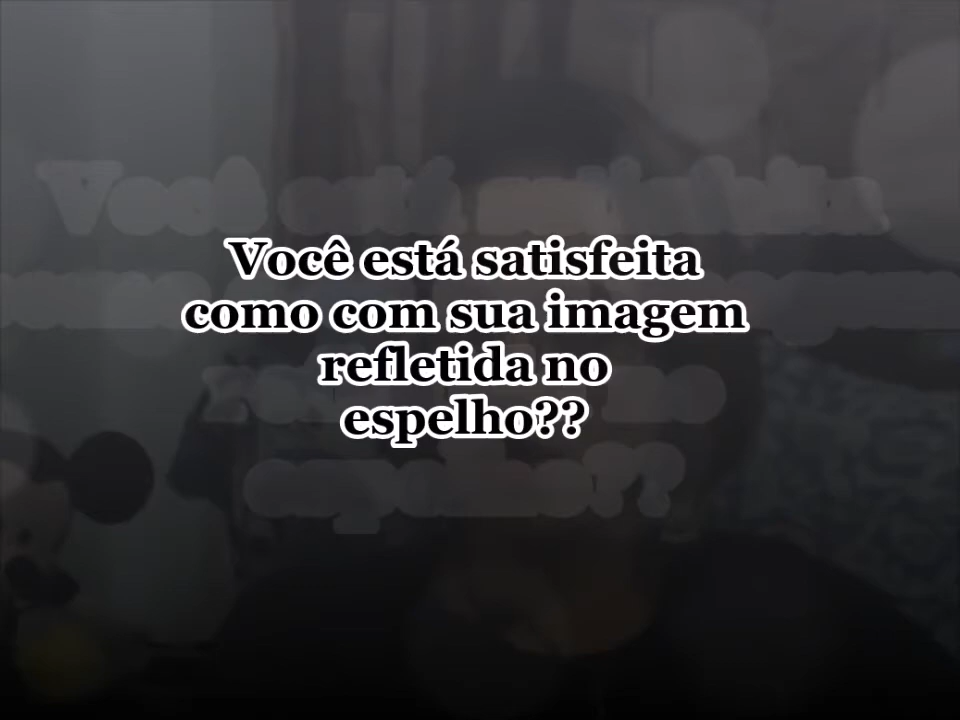 Você está satisfeita
como com sua imagem
refletida no
espelho??